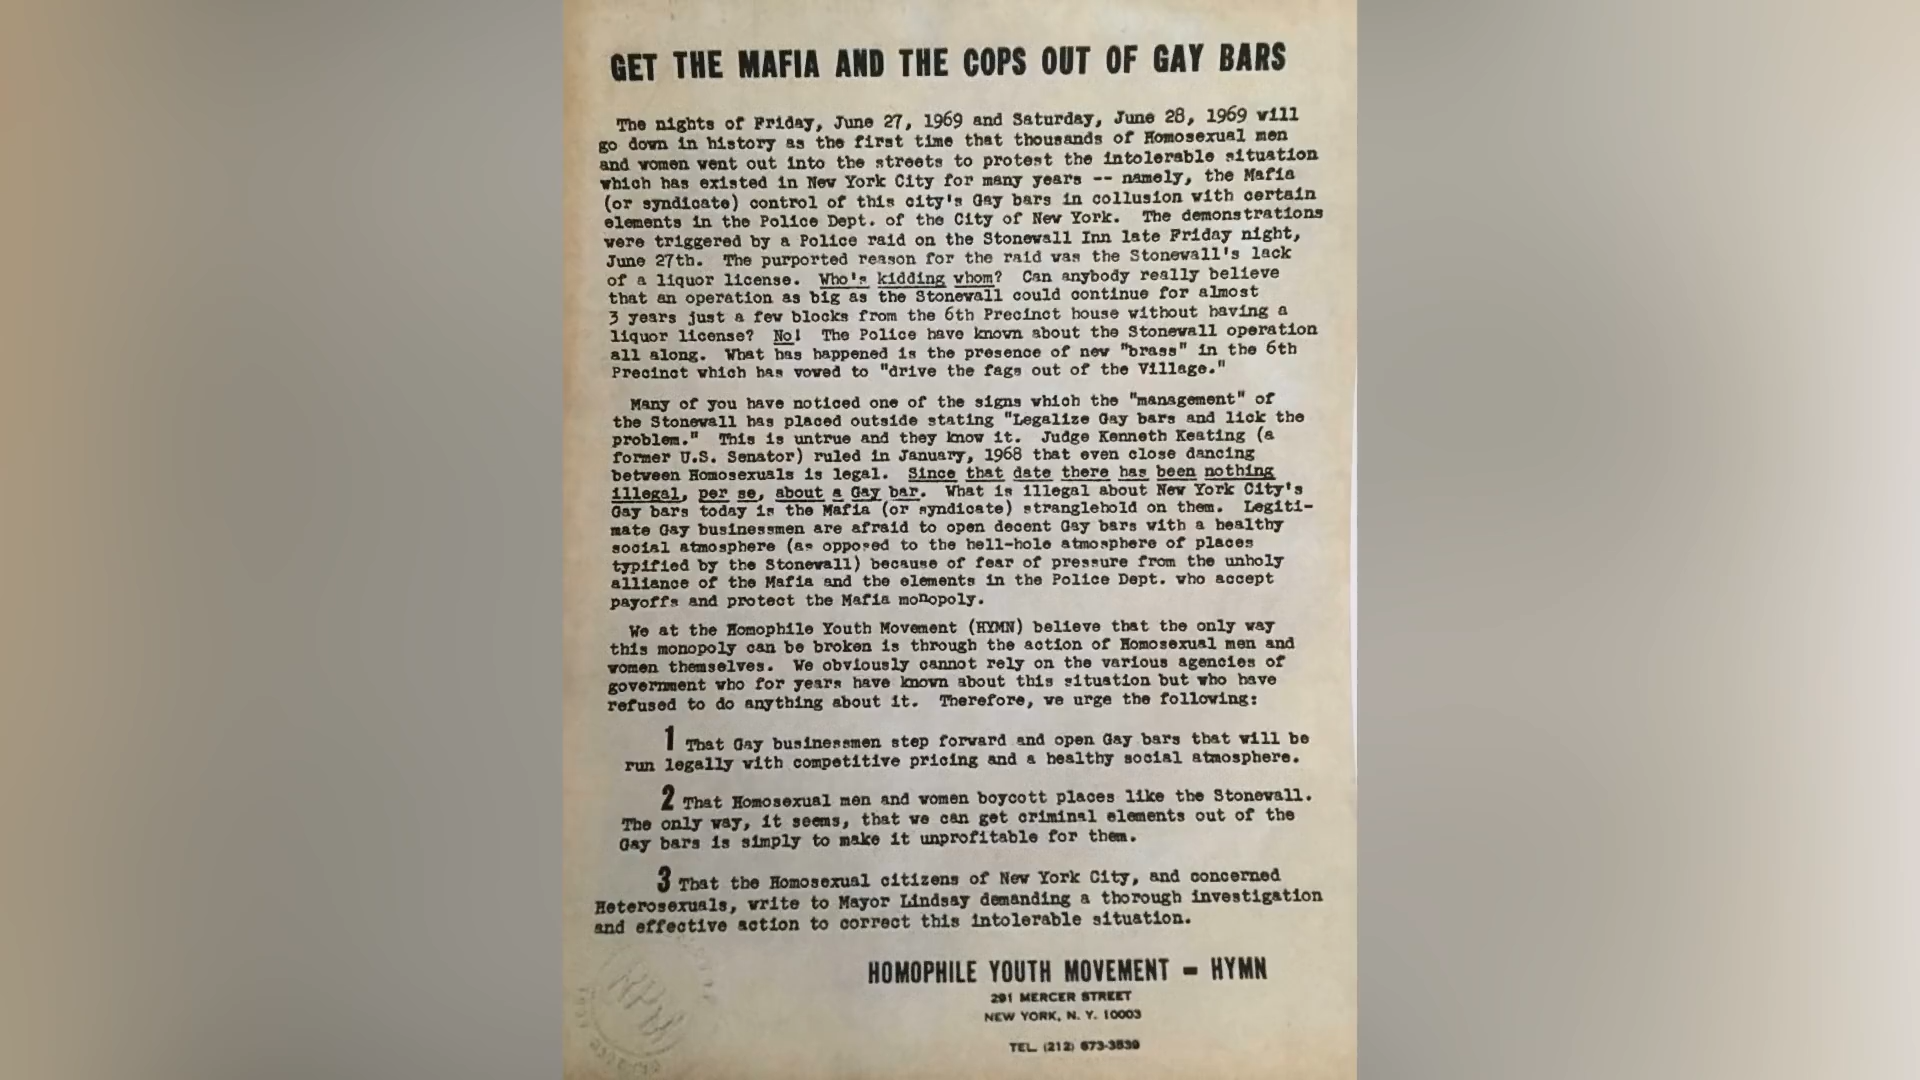 GET THE MAFIA AND THE COPS OUT OF GAY BARS
The nights of Friday, June 27, 1969 and Saturday, June 28, 1969 will
go down in history as the first time that thousands of Homosexual men
and women went out into the streets to protest the intolerable situation
which has existed in New York City for many years -- namely, the Mafia
(or syndicate) control of this city's Gay bars in collusion with certain
elements in the Police Dept. of the City of New York. The demonstrations
were triggered by a Police raid on the Stonewall Inn late Friday night,
June 27th. The purported reason for the raid was the Stonewall's lack
of a liquor license. Who's kidding whom? Can anybody really believe
that an operation as big as the Stonewall could continue for almost
3 years just a few blocks from the 6th Precinct house without having a
liquor license? No! The Police have known about the Stonewall operation
all along. What has happened is the presence of new "brass" in the 6th
Precinct which has vowed to "drive the fags out of the Village."
Many of you have noticed one of the signs which the "management" of
the Stonewall has placed outside stating "Legalize Gay bars and lick the
problem." This is untrue and they know it. Judge Kenneth Keating (a
former U.S. Senator) ruled in January, 1968 that even close dancing
between Homosexuals is legal. Since that date there has been nothing
illegal, per se, about a Gay bar. What is illegal about New York City's
Gay bars today is the Mafia (or syndicate) stranglehold on them. Legiti-
mate Gay businessmen are afraid to open decent Gay bars with a healthy
social atmosphere (as opposed to the hell-hole atmosphere of places
typified by the Stonewall) because of fear of pressure from the unholy
alliance of the Mafia and the elements in the Police Dept. who accept
payoffs and protect the Mafia monopoly.
We at the Homophile Youth Movement (HYMN) believe that the only way
this monopoly can be broken is through the action of Homosexual men and
women themselves. We obviously cannot rely on the various agencies of
government who for years have known about this situation but who have
refused to do anything about it. Therefore, we urge the following:
1 That Gay businessmen step forward and open Gay bars that will be
run legally with competitive pricing and a healthy social atmosphere.
2 That Homosexual men and women boycott places like the Stonewall.
The only way, it seems, that we can get criminal elements out of the
Gay bars is simply to make it unprofitable for them.
3 That the Homosexual citizens of New York City, and concerned
Heterosexuals, write to Mayor Lindsay demanding a thorough investigation
and effective action to correct this intolerable situation.
HOMOPHILE YOUTH MOVEMENT - HYMN
291 MERCER STREET
NEW YORK, N. Y. 10003
TEL. (212) 673-3539